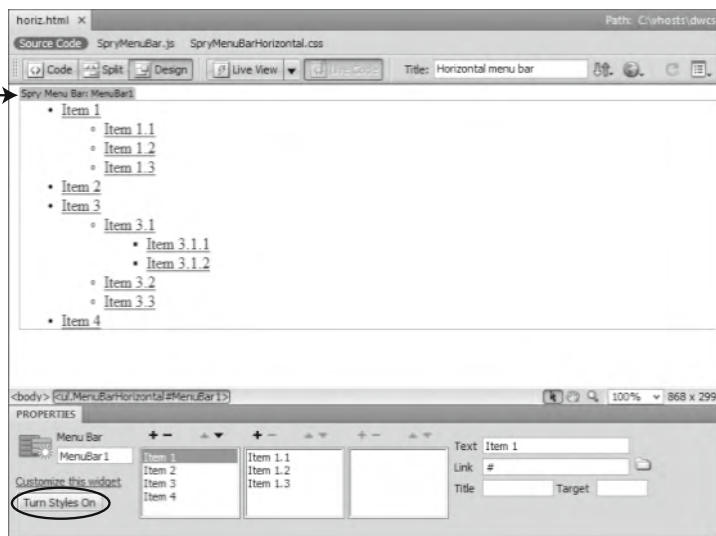 horiz.html × Path: C:\vhosts\dwcs
Source Code SpryMenuBar.js SpryMenuBarHorizontal.css
Code Split Design Live View Live Code Title: Horizontal menu bar
Spry Menu Bar: MenuBar1
• Item 1
◦ Item 1.1
◦ Item 1.2
◦ Item 1.3
• Item 2
• Item 3
◦ Item 3.1
▪ Item 3.1.1
▪ Item 3.1.2
◦ Item 3.2
◦ Item 3.3
• Item 4
<body> <ul.MenuBarHorizontal#MenuBar1> 100% 868 x 299
PROPERTIES
Menu Bar
MenuBar1
Customize this widget
Turn Styles On
Item 1
Item 2
Item 3
Item 4
Item 1.1
Item 1.2
Item 1.3
Text Item 1
Link #
Title Target